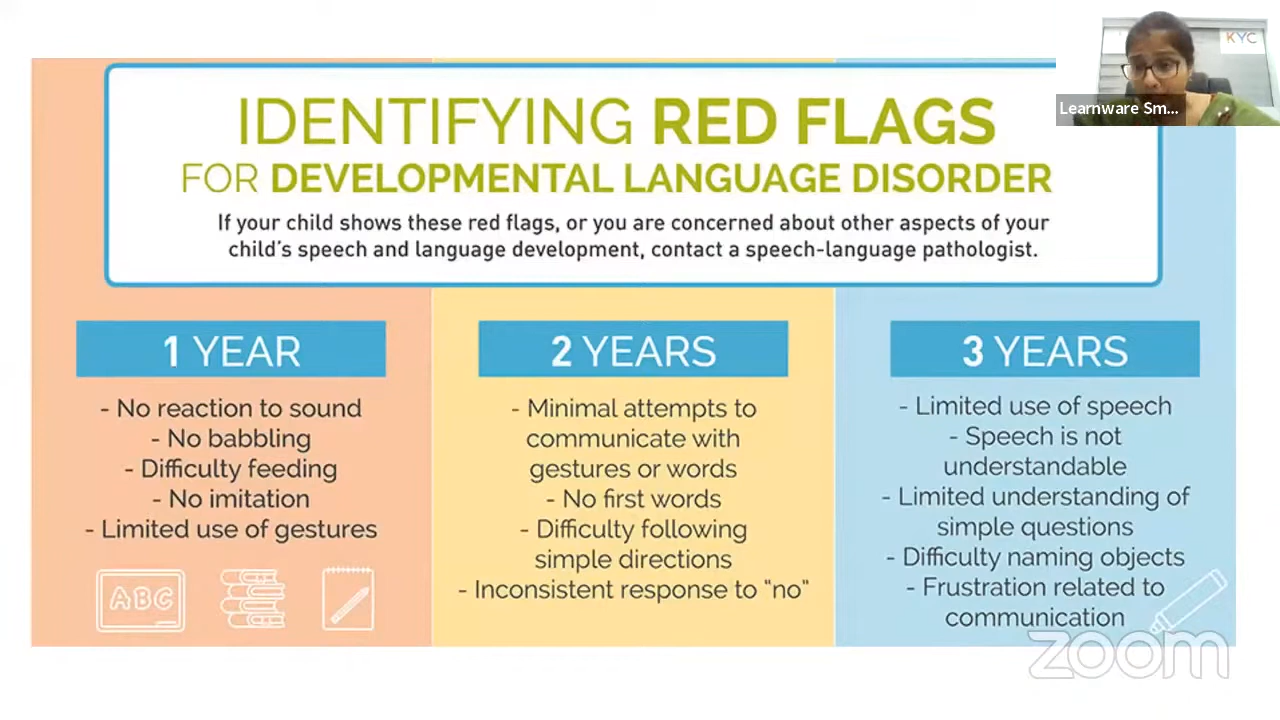 KYC
Learnware Sm...
IDENTIFYING RED FLAGS
FOR DEVELOPMENTAL LANGUAGE DISORDER
If your child shows these red flags, or you are concerned about other aspects of your
child's speech and language development, contact a speech-language pathologist.
1 YEAR
- No reaction to sound
- No babbling
- Difficulty feeding
- No imitation
- Limited use of gestures
ABC
2 YEARS
- Minimal attempts to
communicate with
gestures or words
- No first words
- Difficulty following
simple directions
- Inconsistent response to "no"
3 YEARS
- Limited use of speech
- Speech is not
understandable
- Limited understanding of
simple questions
- Difficulty naming objects
- Frustration related to
communication
zoom